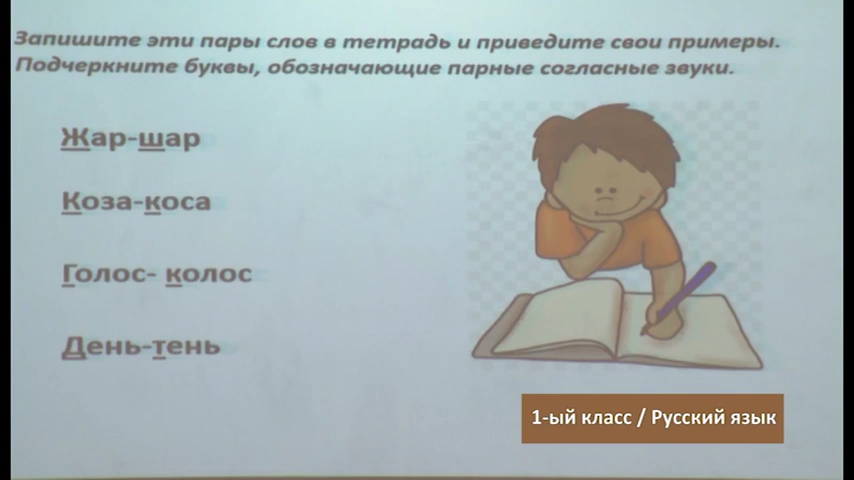 Запишите эти пары слов в тетрадь и приведите свои примеры.
Подчеркните буквы, обозначающие парные согласные звуки.
Жар-шар
Коза-коса
Голос- колос
День-тень
1-ый класс / Русский язык